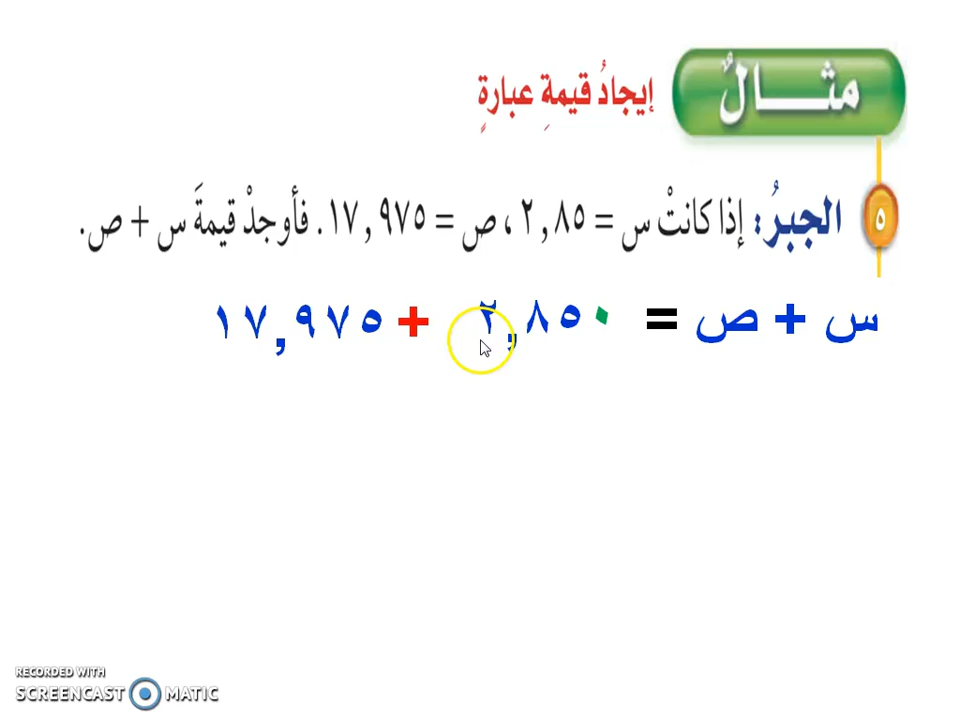 مثـــالٌ
إيجادُ قيمةِ عبارةٍ
٥ الجبرُ: إذا كانتْ س = ٢,٨٥ ، ص = ١٧,٩٧٥. فأوجدْ قيمةَ س + ص.
س + ص = ٢,٨٥٠ + ١٧,٩٧٥
RECORDED WITH
SCREENCAST MATIC